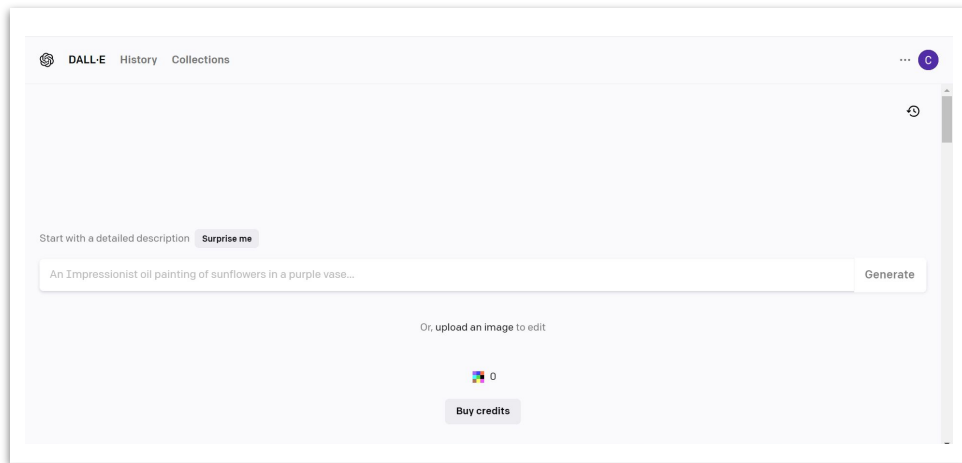 DALL·E History Collections ... C
Start with a detailed description Surprise me
An Impressionist oil painting of sunflowers in a purple vase... Generate
Or, upload an image to edit
0
Buy credits